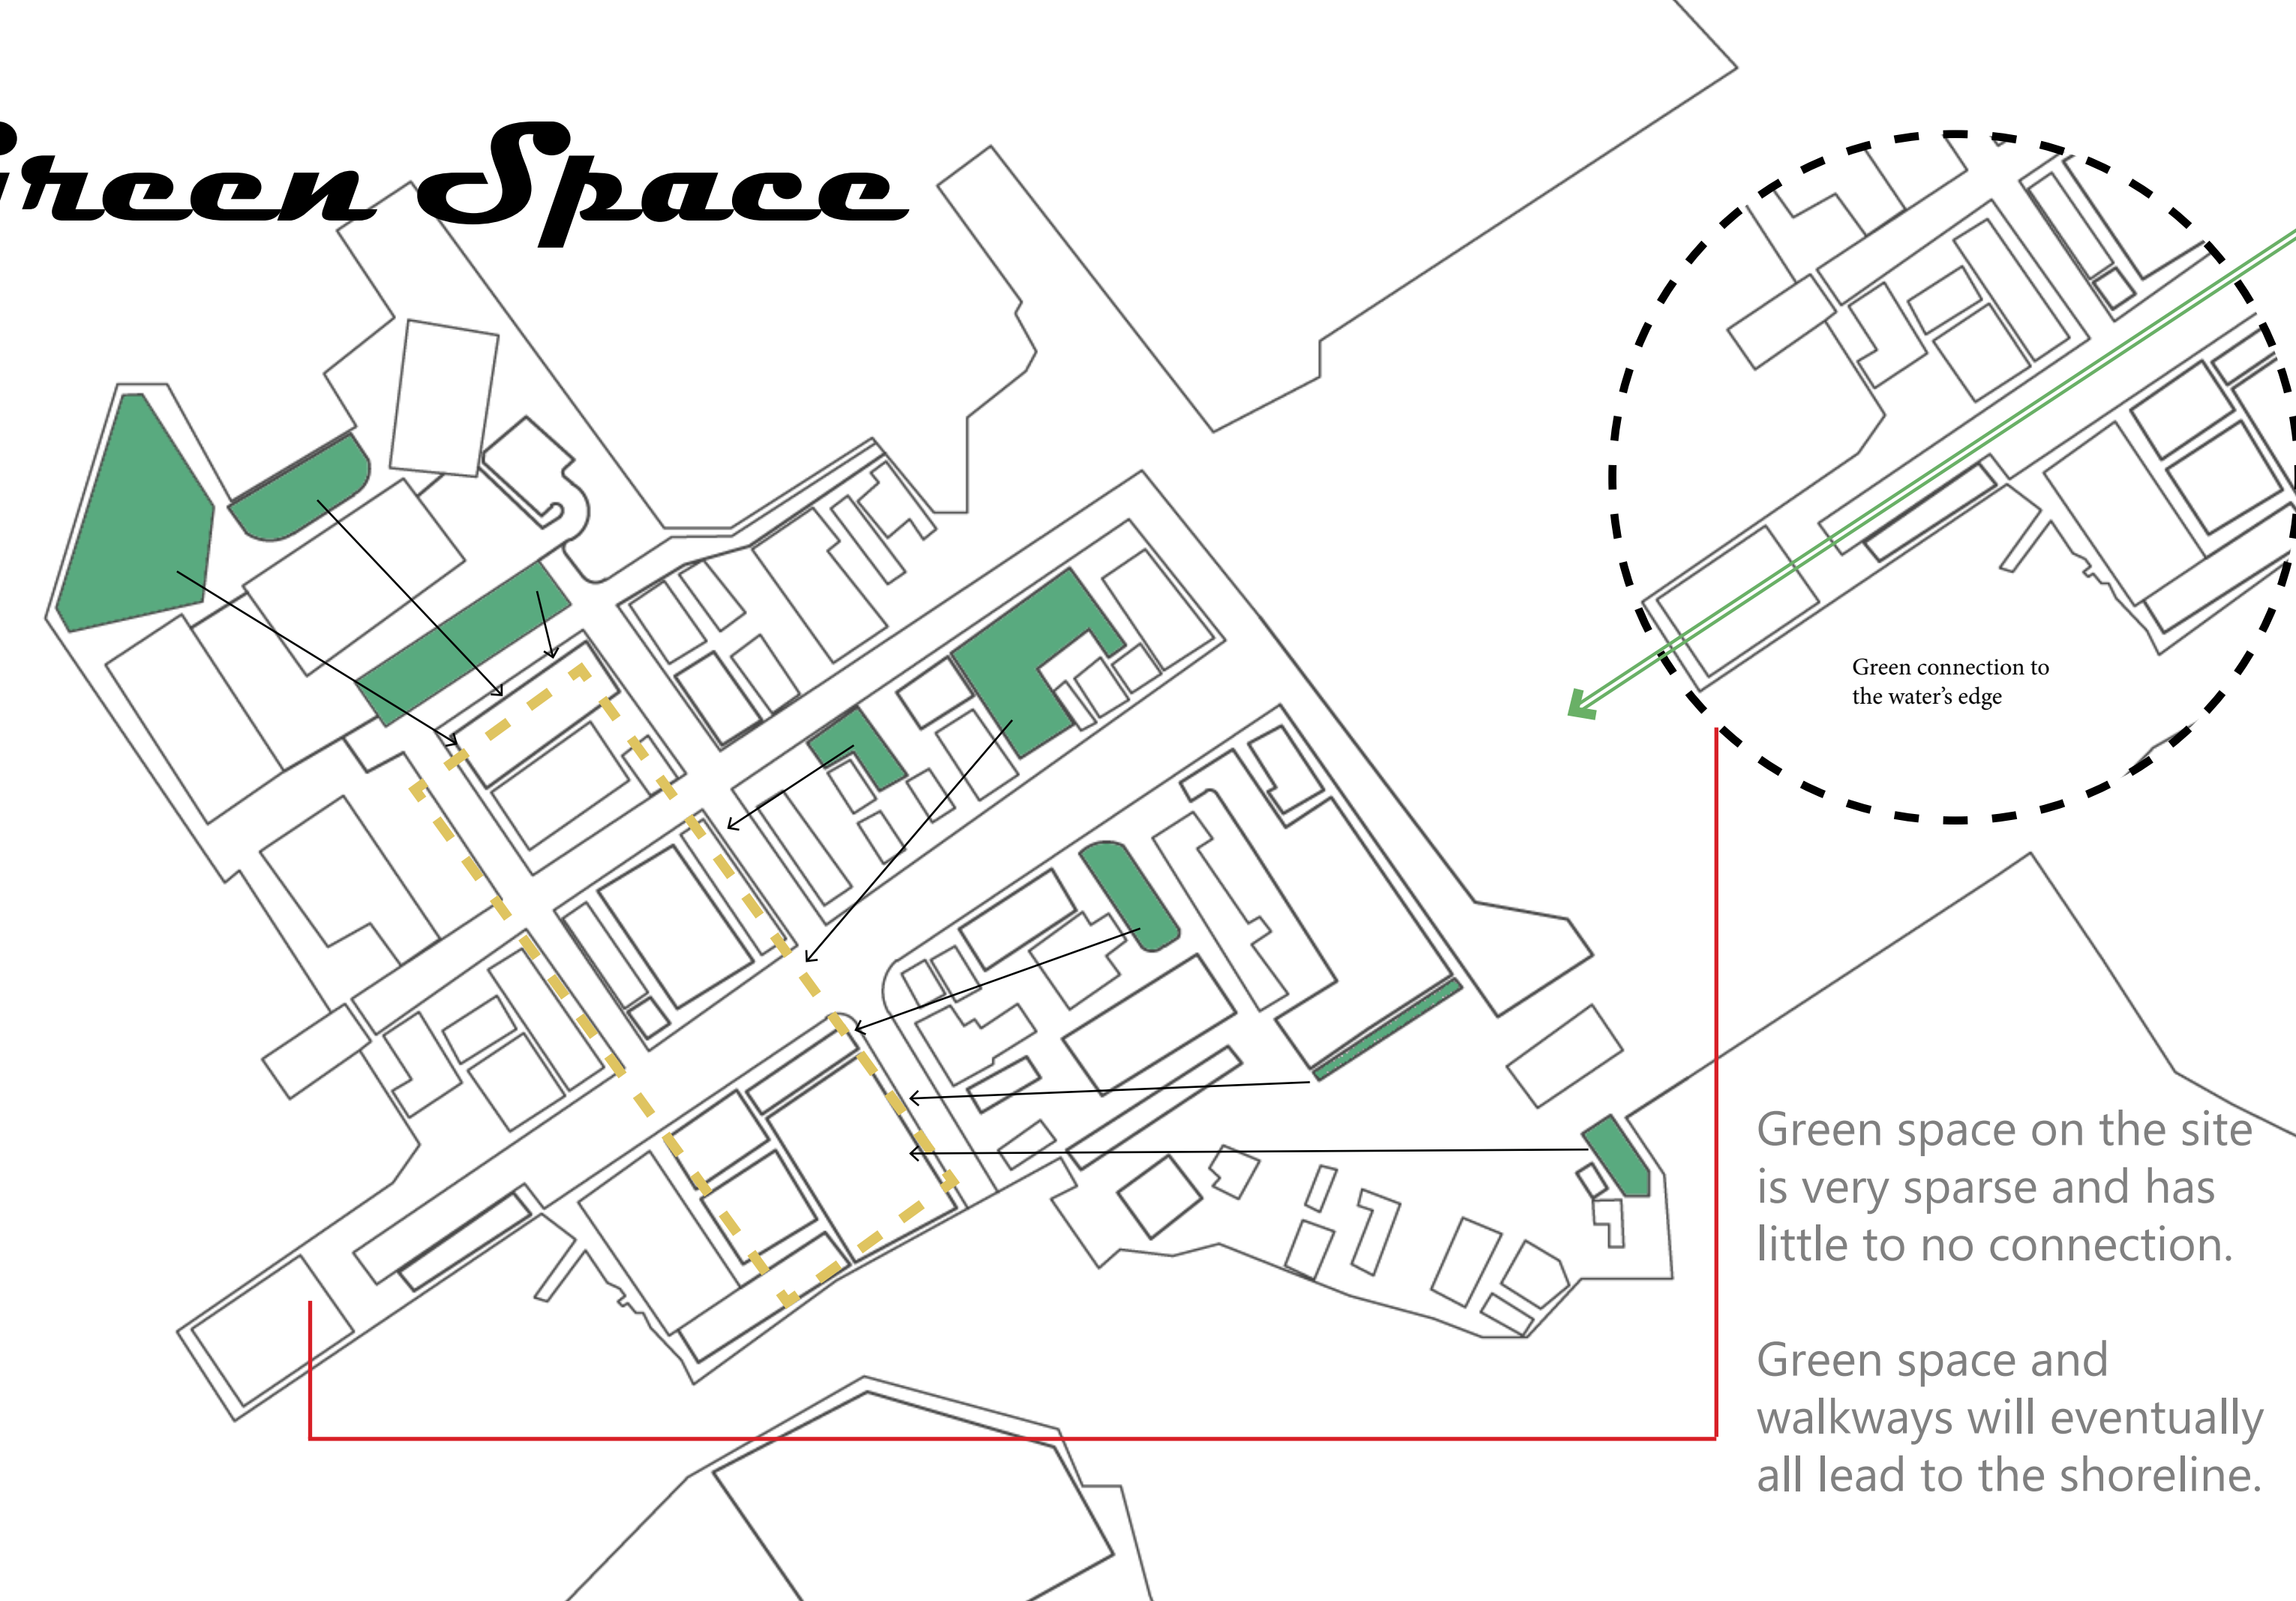 Green Space
Green connection to
the water's edge
Green space on the site
is very sparse and has
little to no connection.
Green space and
walkways will eventually
all lead to the shoreline.